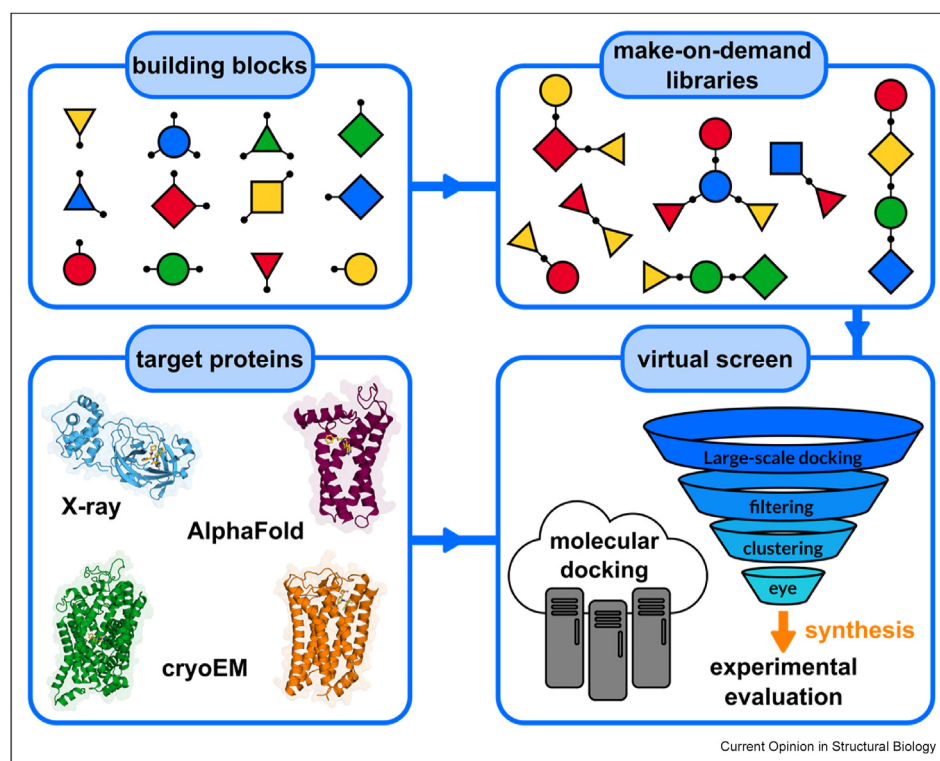 building blocks
make-on-demand
libraries
target proteins
X-ray
AlphaFold
cryoEM
virtual screen
Large-scale docking
filtering
clustering
eye
molecular
docking
synthesis
experimental
evaluation
Current Opinion in Structural Biology